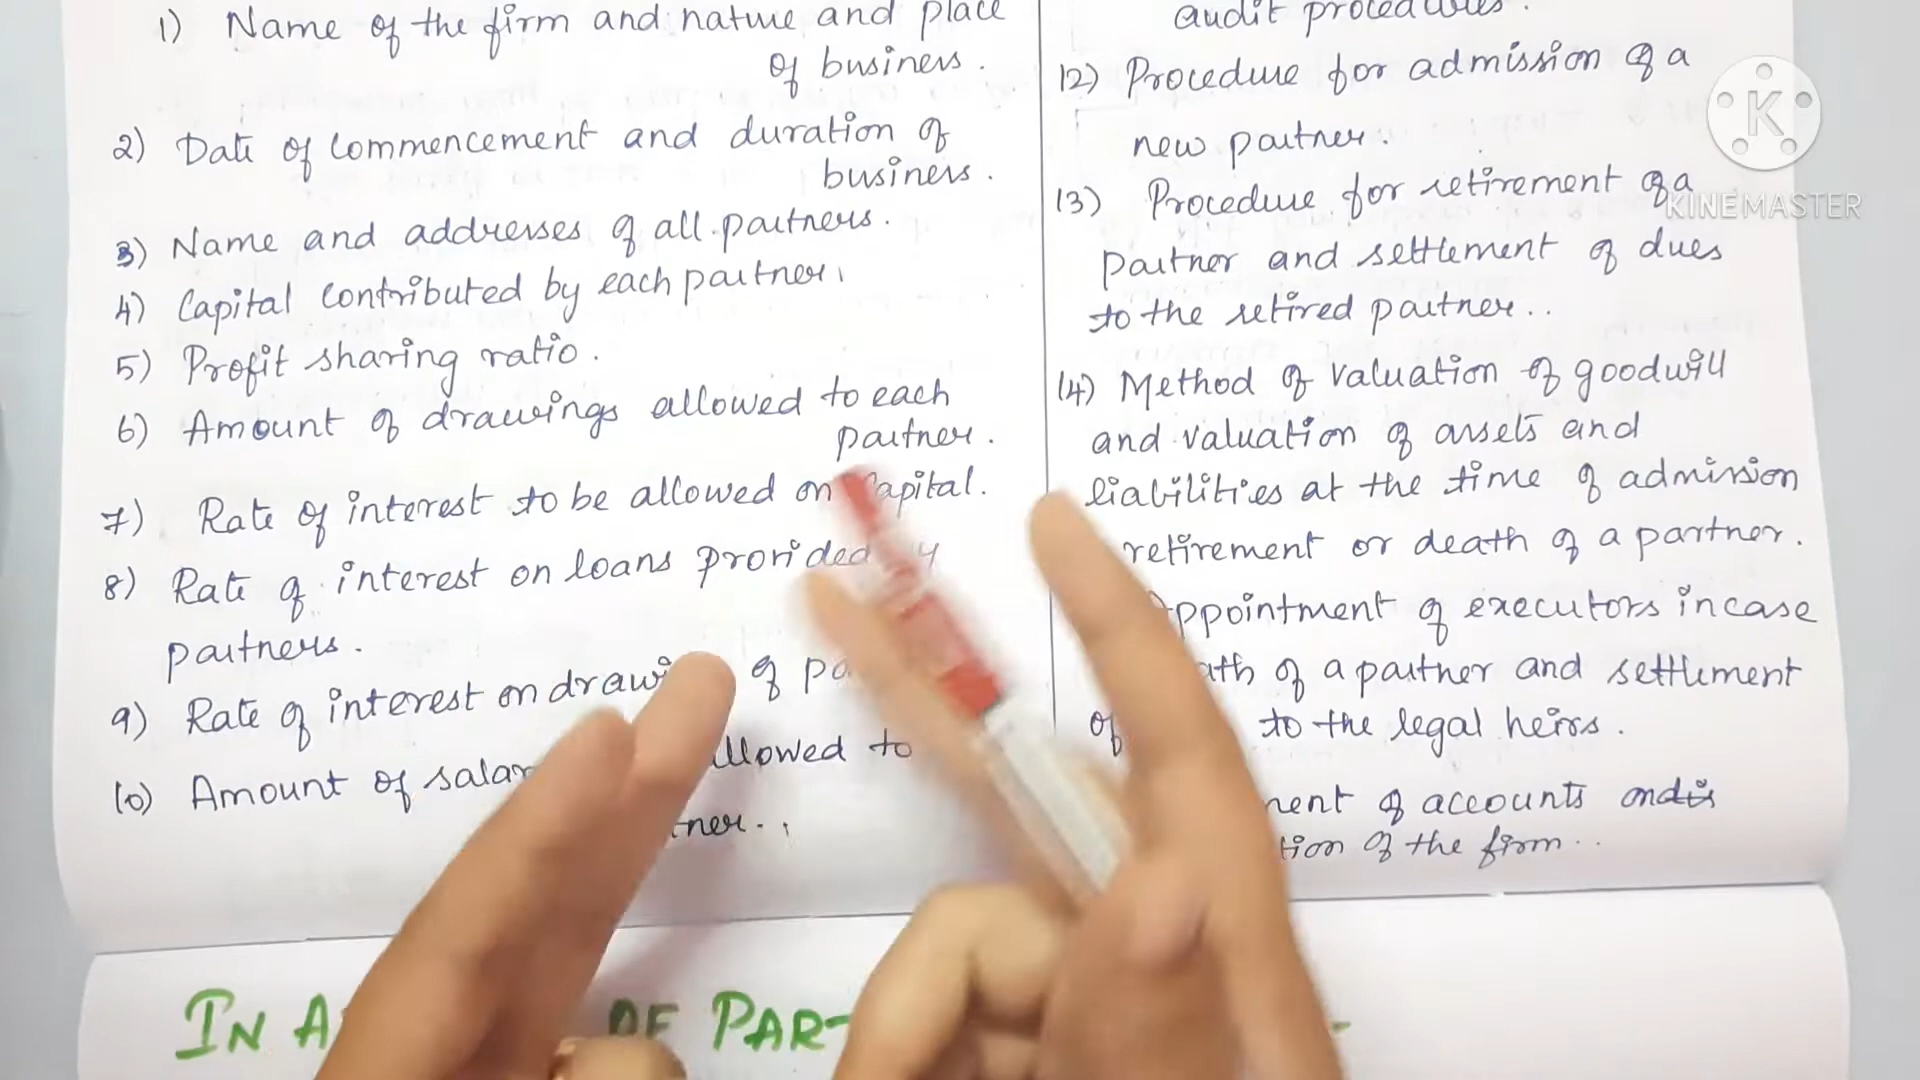 1) Name of the firm and nature and place
of business.
2) Date of commencement and duration of
business.
3) Name and addresses of all partners.
4) Capital contributed by each partner.
5) Profit sharing ratio.
6) Amount of drawings allowed to each
partner.
7) Rate of interest to be allowed on capital.
8) Rate of interest on loans provided
partners.
9) Rate of interest on of
10) Amount of to
audit procedures.
12) Procedure for admission of a
new partner.
13) Procedure for retirement of a
partner and settlement of dues
to the retired partner..
14) Method of valuation of goodwill
and valuation of assets and
liabilities at the time of admission
retirement or death of a partner.
of executors incase
of a partner and settlement
of to the legal heirs.
of accounts ondis
of the firm..
IN OF
K
KINEMASTER